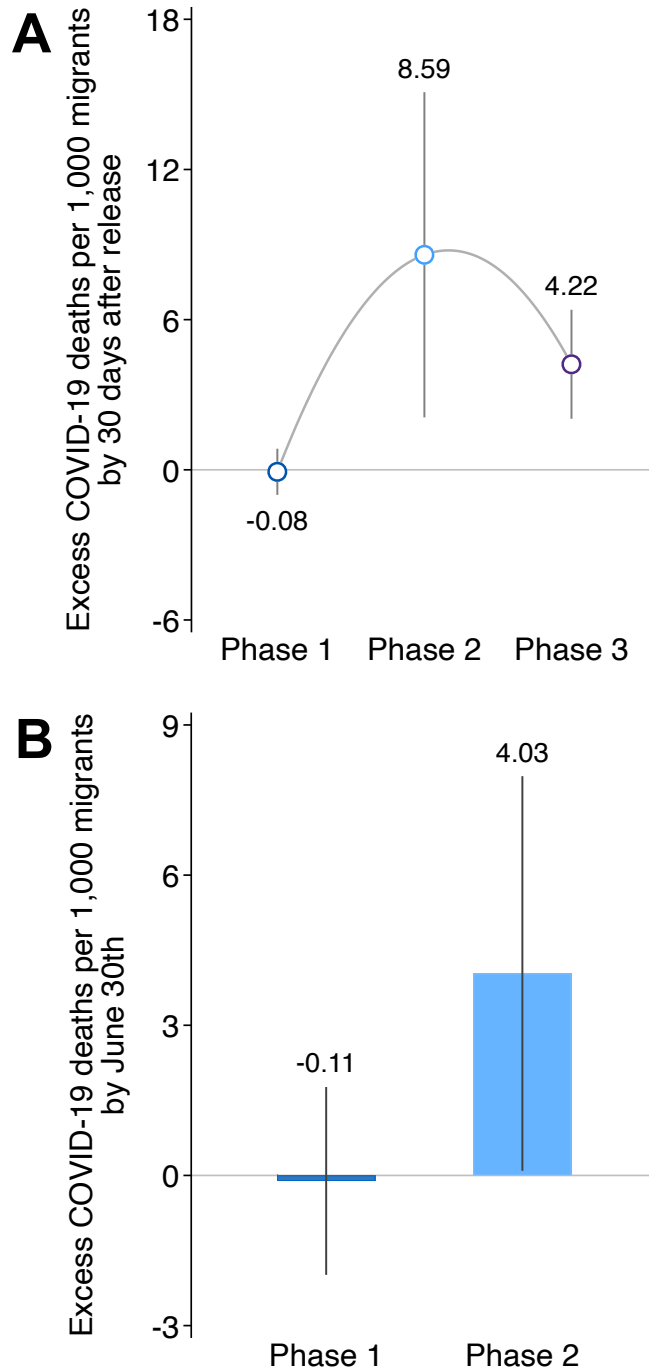 A
Excess COVID-19 deaths per 1,000 migrants
by 30 days after release
18
12
6
0
-6
8.59
4.22
-0.08
Phase 1 Phase 2 Phase 3
B
Excess COVID-19 deaths per 1,000 migrants
by June 30th
9
6
3
0
-3
4.03
-0.11
Phase 1 Phase 2